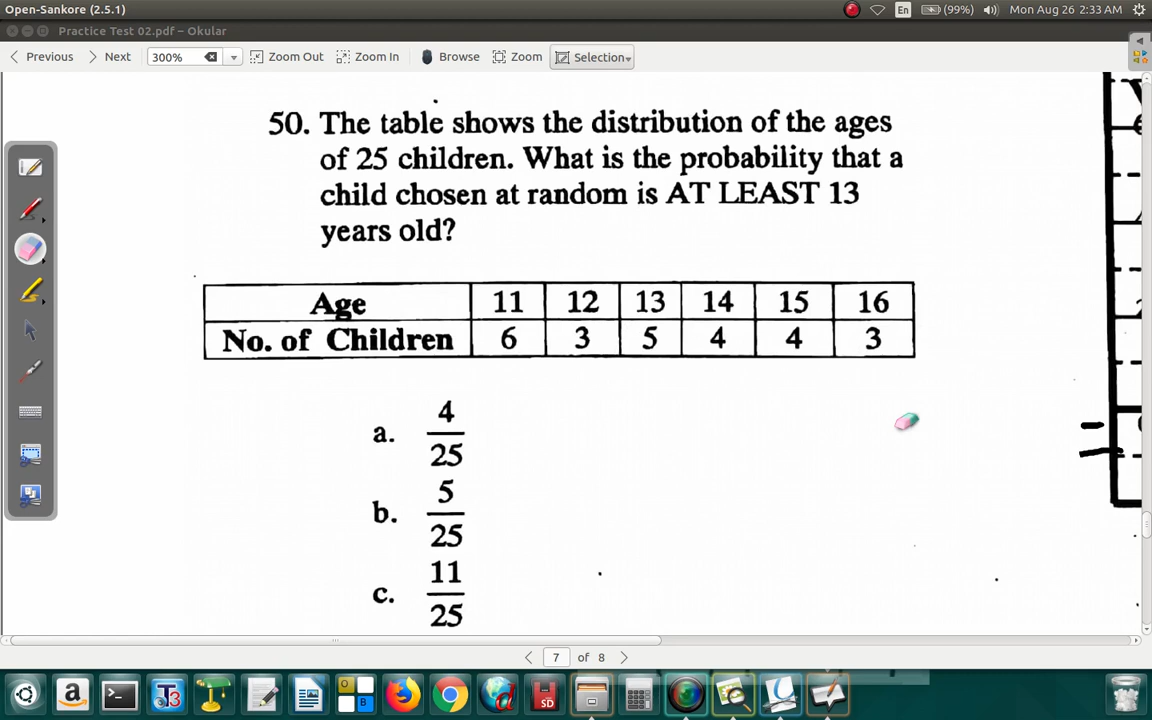 Open-Sankore (2.5.1)
En
(99%)
Mon Aug 26 2:33 AM
Practice Test 02.pdf – Okular
Previous
Next
300%
Zoom Out
Zoom In
Browse
Zoom
Selection
50. The table shows the distribution of the ages
of 25 children. What is the probability that a
child chosen at random is AT LEAST 13
years old?
Age 11 12 13 14 15 16
No. of Children 6 3 5 4 4 3
a. 4
25
b. 5
25
c. 11
25
7 of 8